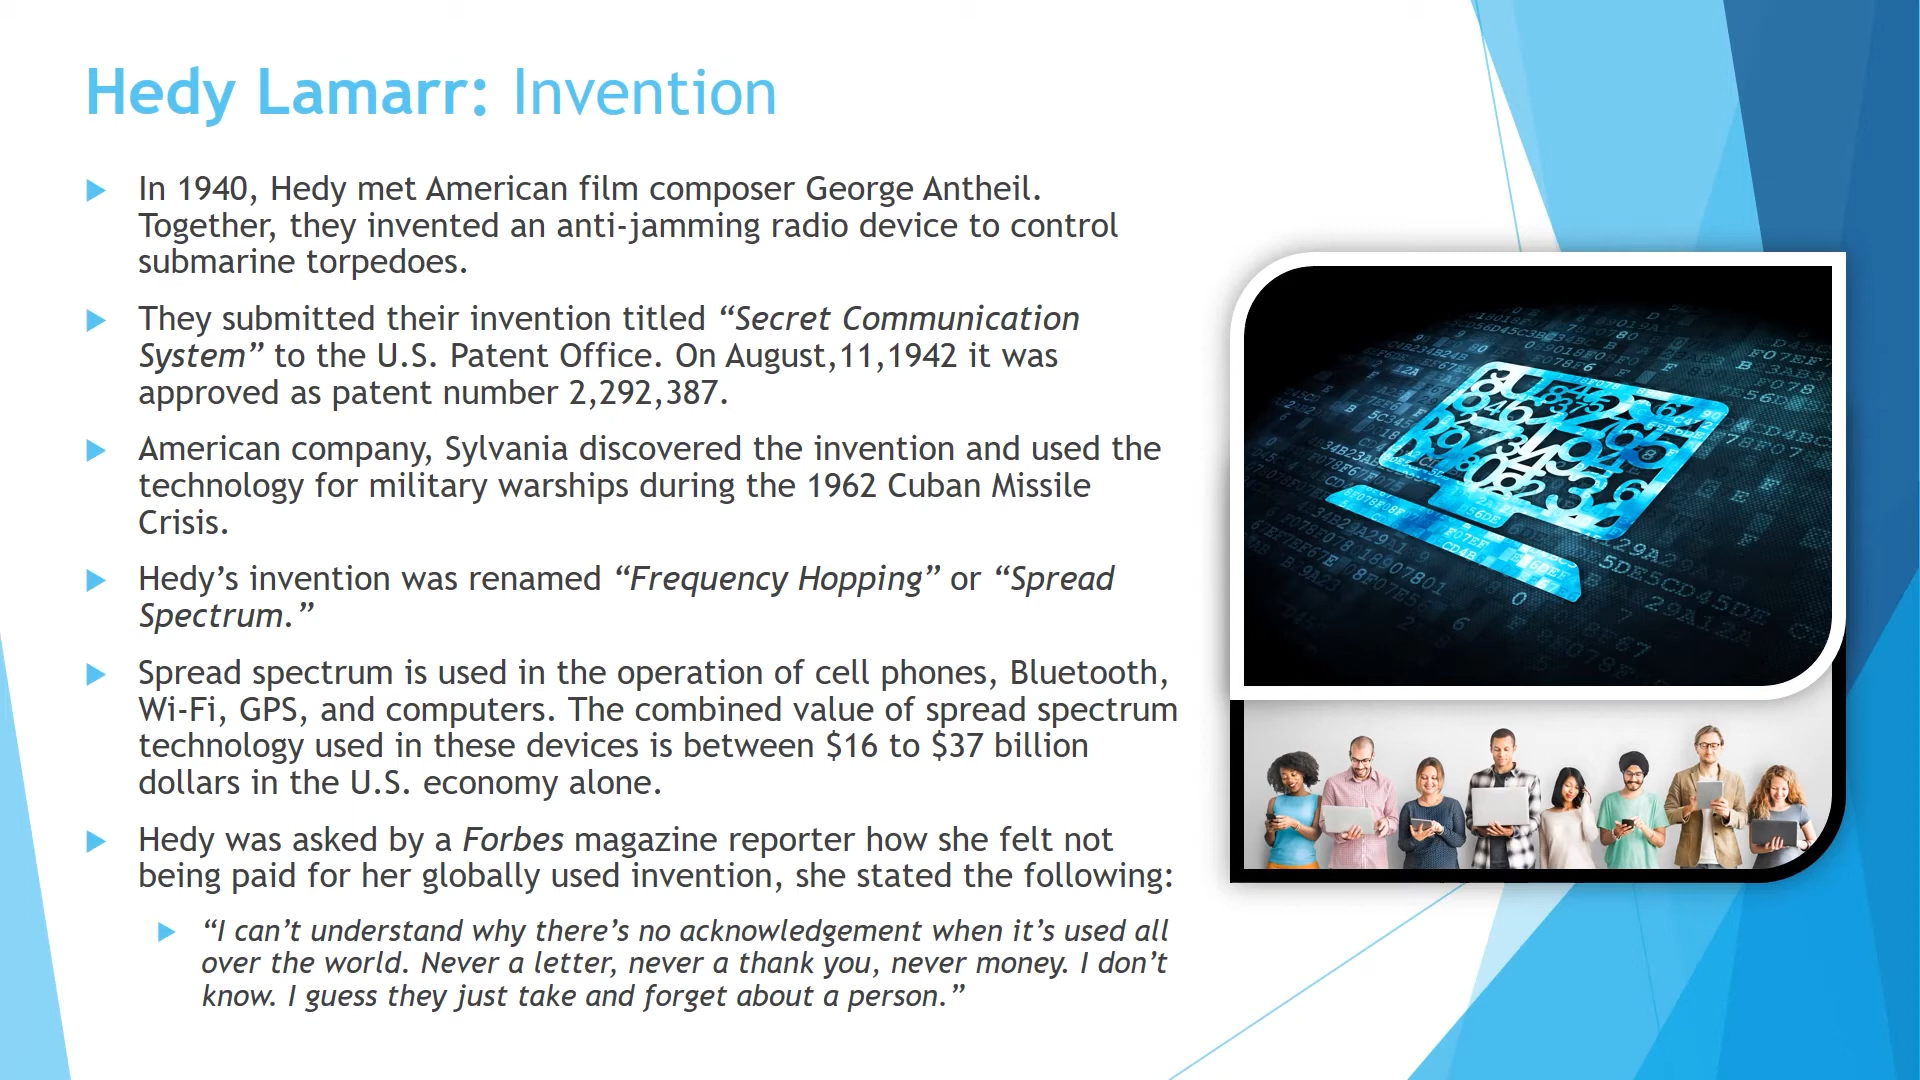 Hedy Lamarr: Invention
In 1940, Hedy met American film composer George Antheil.
Together, they invented an anti-jamming radio device to control
submarine torpedoes.
They submitted their invention titled “Secret Communication
System” to the U.S. Patent Office. On August,11,1942 it was
approved as patent number 2,292,387.
American company, Sylvania discovered the invention and used the
technology for military warships during the 1962 Cuban Missile
Crisis.
Hedy’s invention was renamed “Frequency Hopping” or “Spread
Spectrum.”
Spread spectrum is used in the operation of cell phones, Bluetooth,
Wi-Fi, GPS, and computers. The combined value of spread spectrum
technology used in these devices is between $16 to $37 billion
dollars in the U.S. economy alone.
Hedy was asked by a Forbes magazine reporter how she felt not
being paid for her globally used invention, she stated the following:
“I can’t understand why there’s no acknowledgement when it’s used all
over the world. Never a letter, never a thank you, never money. I don’t
know. I guess they just take and forget about a person.”